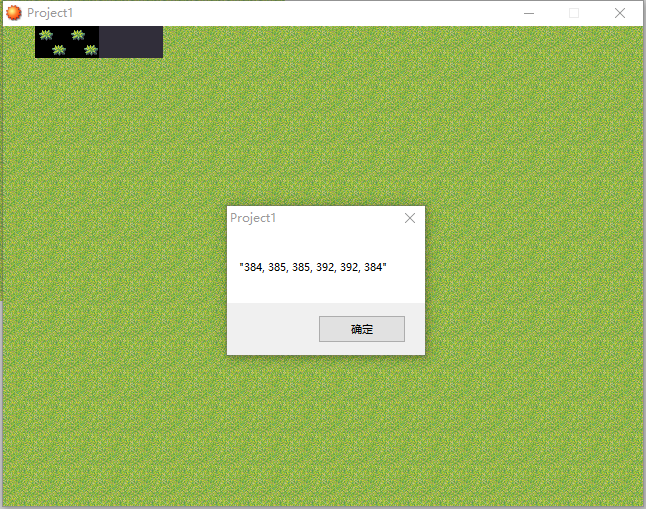 Project1
Project1
"384, 385, 385, 392, 392, 384"
确定